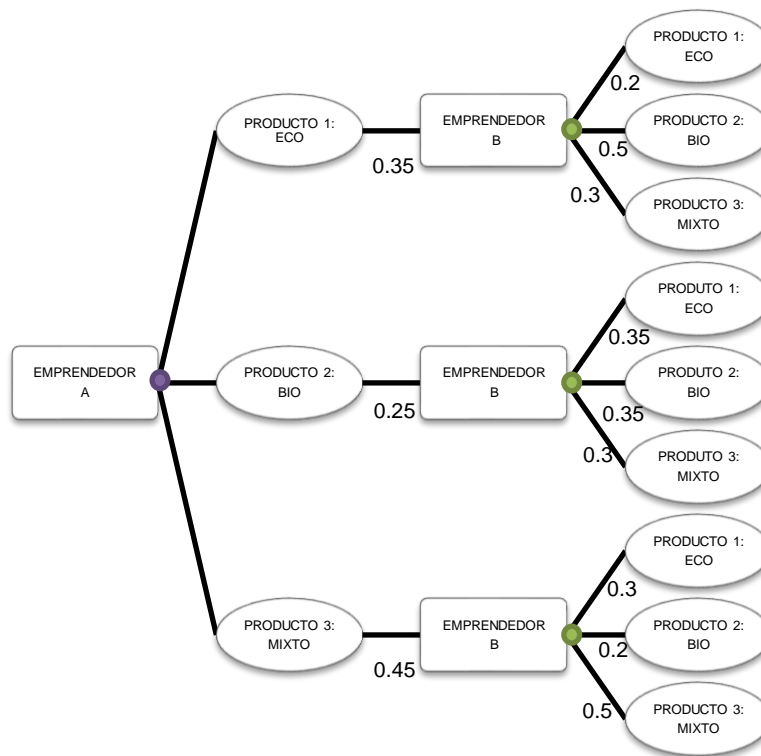 PRODUCTO 1:
ECO
0.2
PRODUCTO 1:
ECO
EMPRENDEDOR
B
PRODUCTO 2:
BIO
0.5
0.35
0.3
PRODUCTO 3:
MIXTO
PRODUTO 1:
ECO
0.35
EMPRENDEDOR
A
PRODUCTO 2:
BIO
EMPRENDEDOR
B
PRODUTO 2:
BIO
0.25
0.35
0.3
PRODUTO 3:
MIXTO
PRODUCTO 1:
ECO
0.3
PRODUCTO 3:
MIXTO
EMPRENDEDOR
B
PRODUCTO 2:
BIO
0.2
0.45
0.5
PRODUCTO 3:
MIXTO